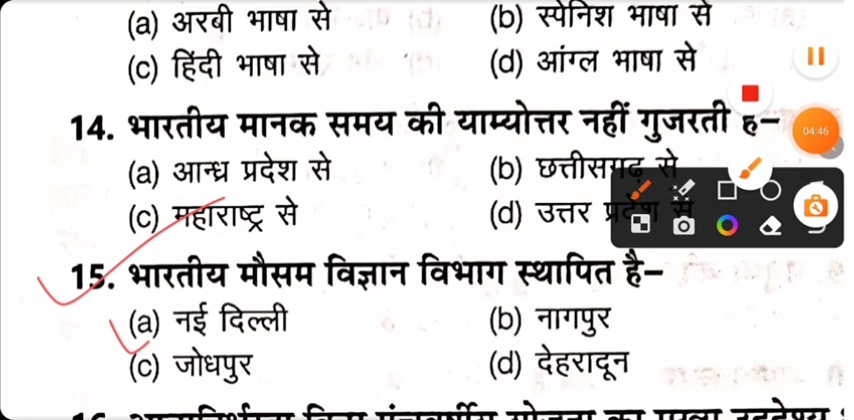 (a) अरबी भाषा से (b) स्पेनिश भाषा से
(c) हिंदी भाषा से (d) आंग्ल भाषा से
14. भारतीय मानक समय की याम्योत्तर नहीं गुजरती है–
04:46
(a) आन्ध्र प्रदेश से (b) छत्तीसगढ़ से
(c) महाराष्ट्र से (d) उत्तर प्रदेश से
15. भारतीय मौसम विज्ञान विभाग स्थापित है–
(a) नई दिल्ली (b) नागपुर
(c) जोधपुर (d) देहरादून